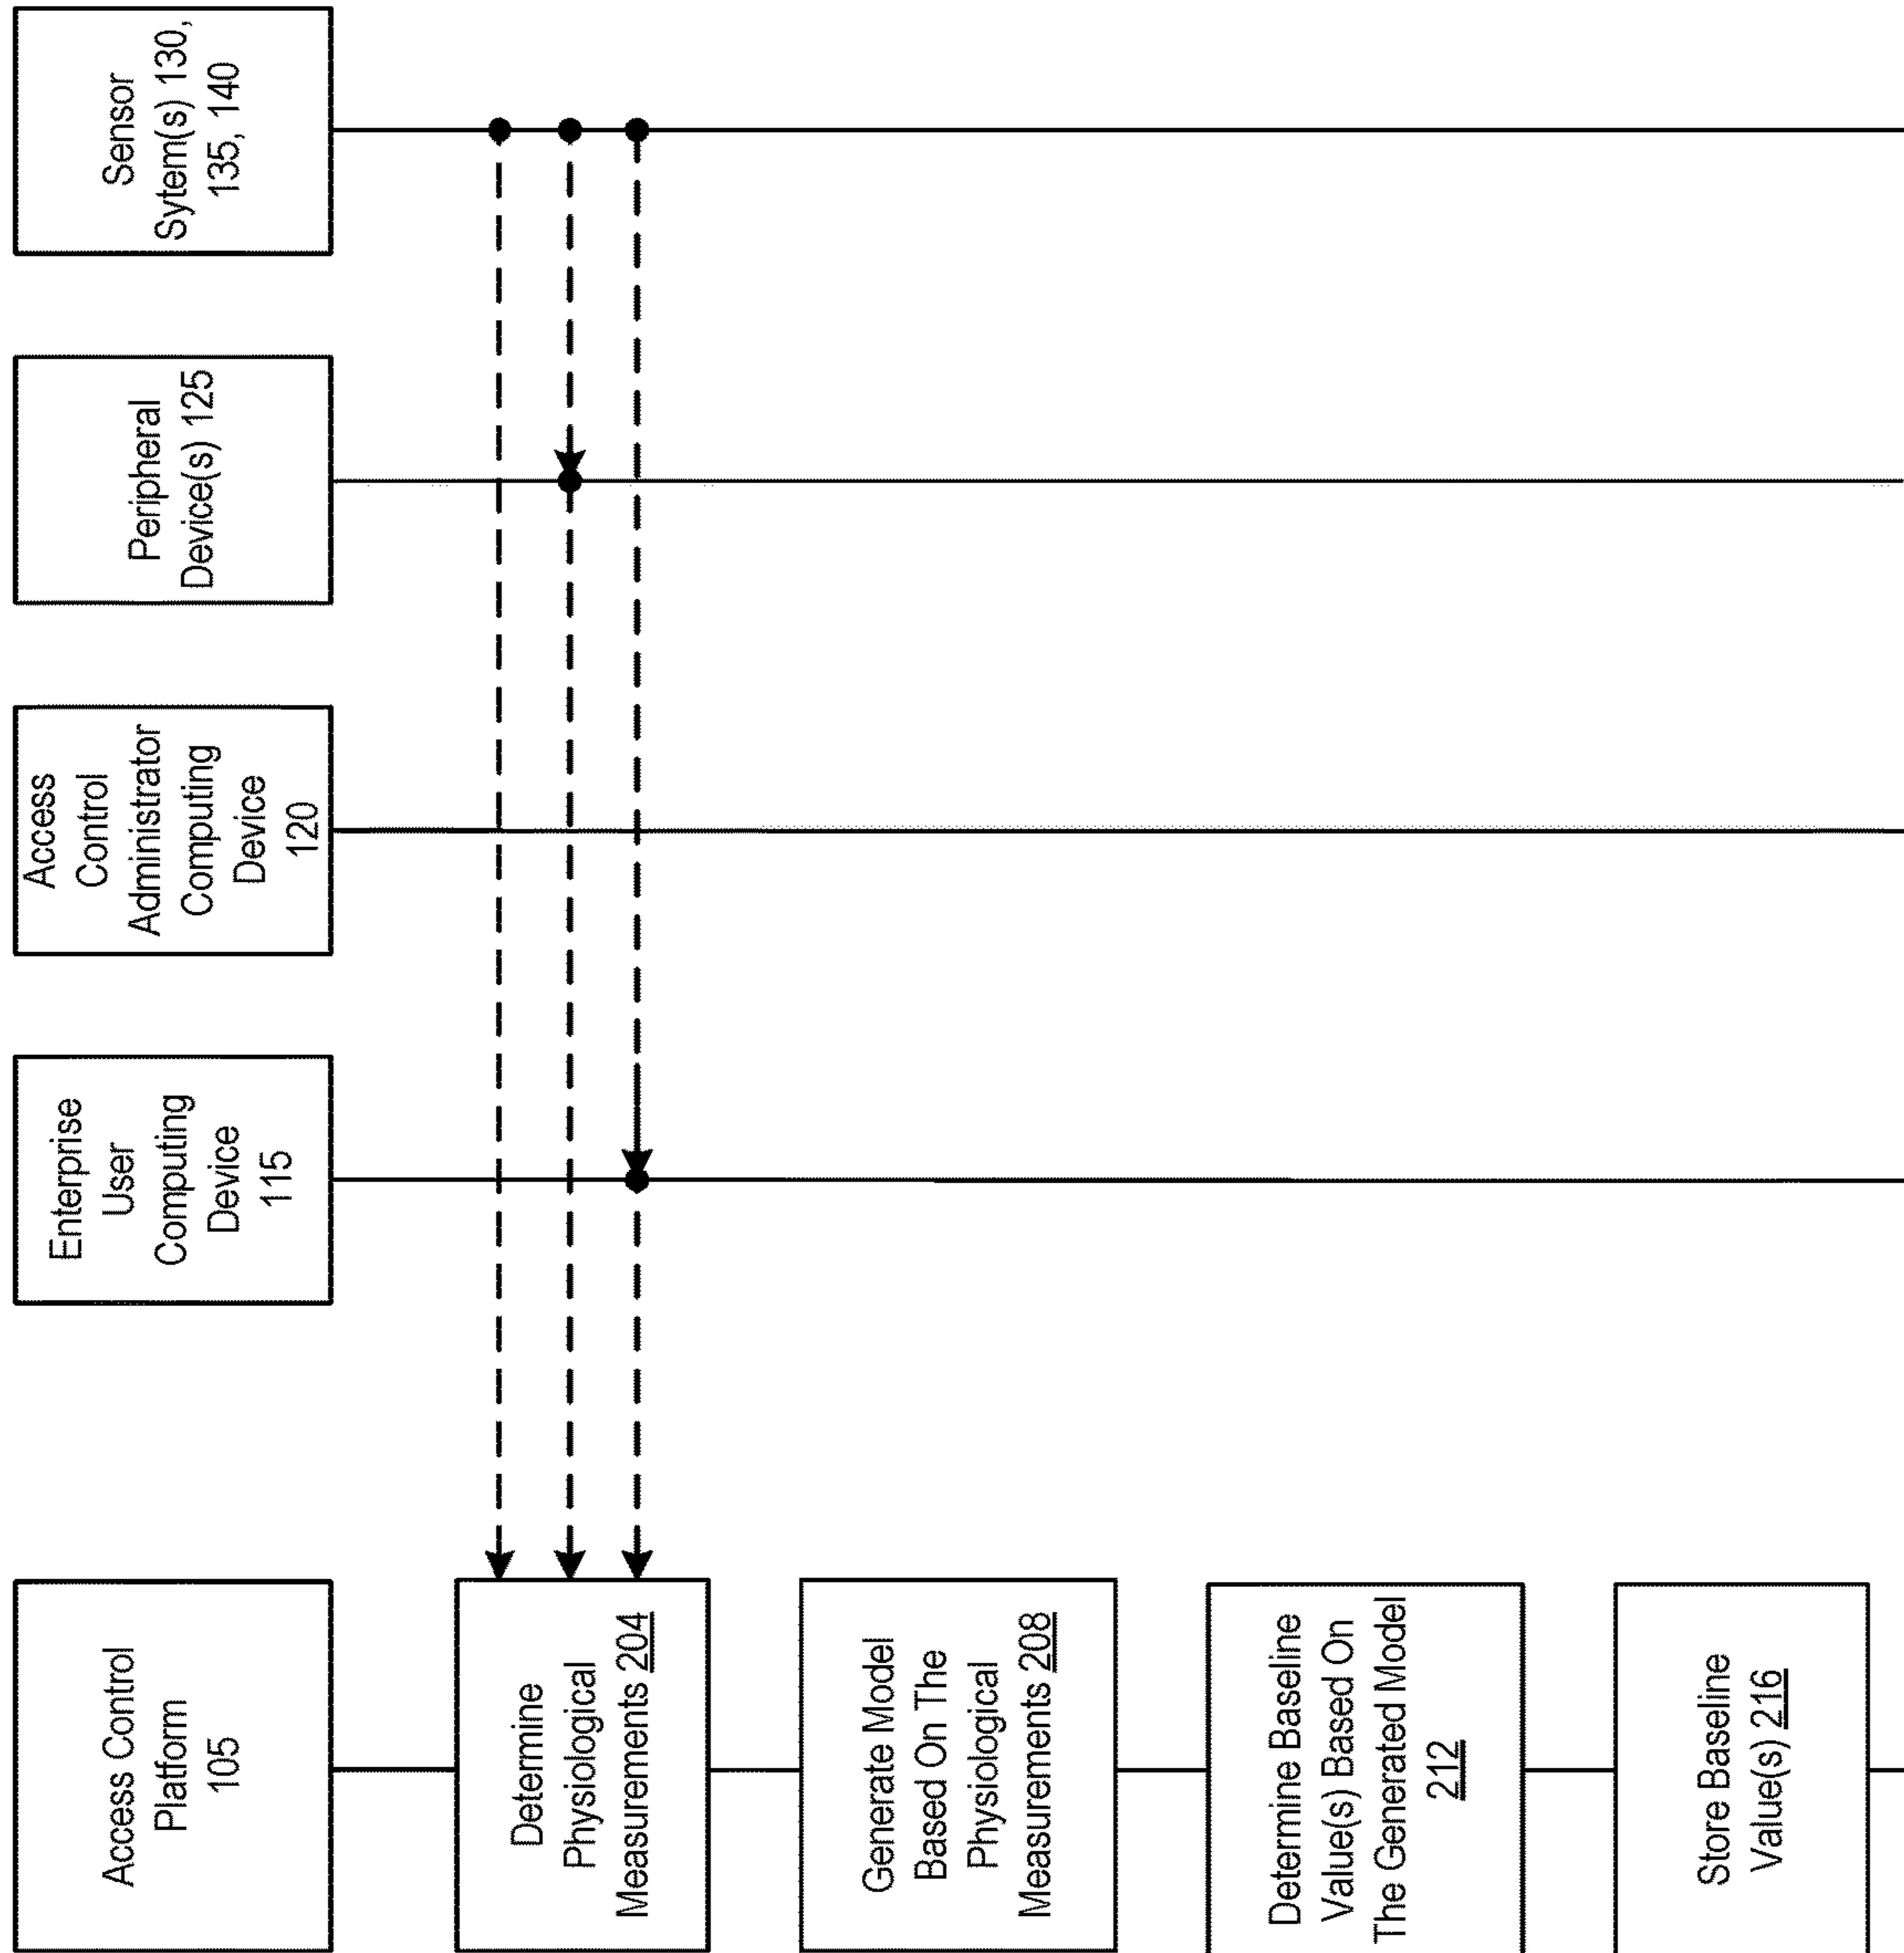 Access Control
Platform
105
Enterprise
User
Computing
Device
115
Access
Control
Administrator
Computing
Device
120
Peripheral
Device(s) 125
Sensor
Sytem(s) 130,
135, 140
Determine
Physiological
Measurements 204
Generate Model
Based On The
Physiological
Measurements 208
Determine Baseline
Value(s) Based On
The Generated Model
212
Store Baseline
Value(s) 216